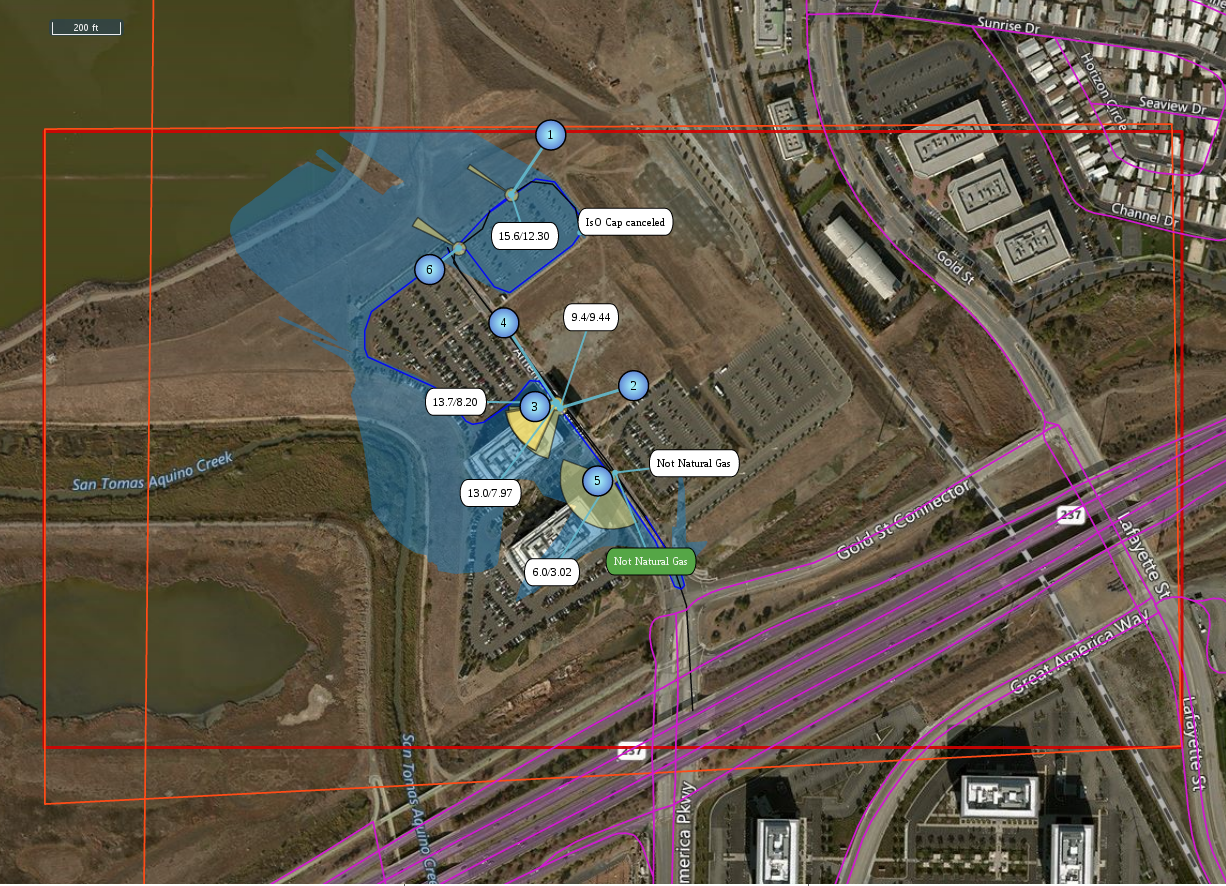 200 ft
Sunrise Dr
Horizon Circle
Seaview Dr
Channel Dr
Gold St
1
IsO Cap canceled
15.6/12.30
6
4
9.4/9.44
2
13.7/8.20
3
Not Natural Gas
San Tomas Aquino Creek
5
13.0/7.97
Gold St Connector
237
Lafayette St
Not Natural Gas
6.0/3.02
Great America Way
Lafayette St
237
San Tomas Aquino Cree
merica Pkwy